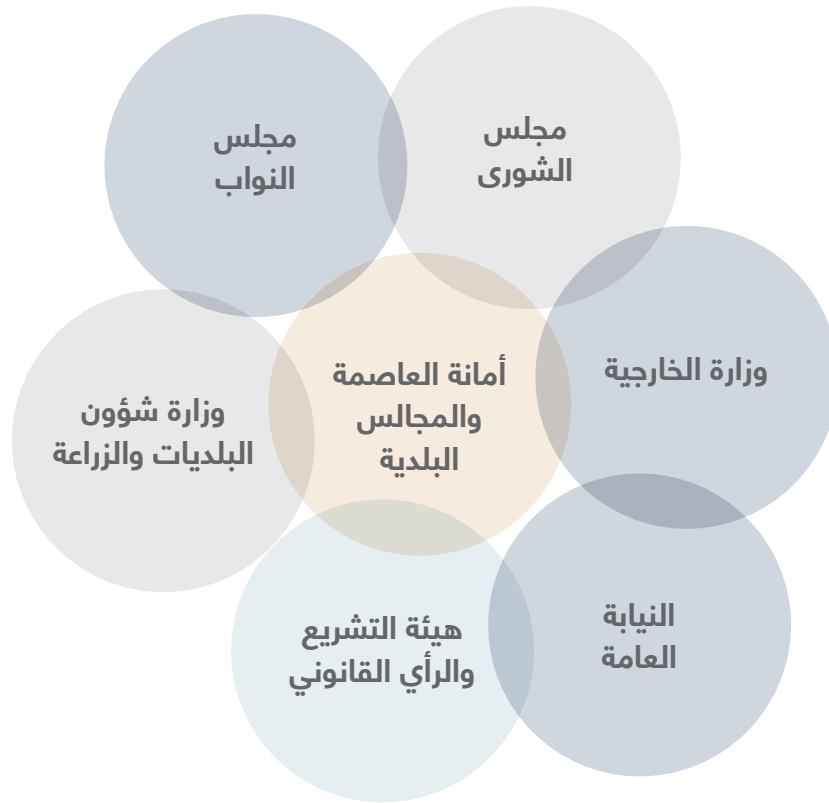 مجلس
الشورى
مجلس
النواب
وزارة الخارجية
أمانة العاصمة
والمجالس
البلدية
وزارة شؤون
البلديات والزراعة
النيابة
العامة
هيئة التشريع
والرأي القانوني